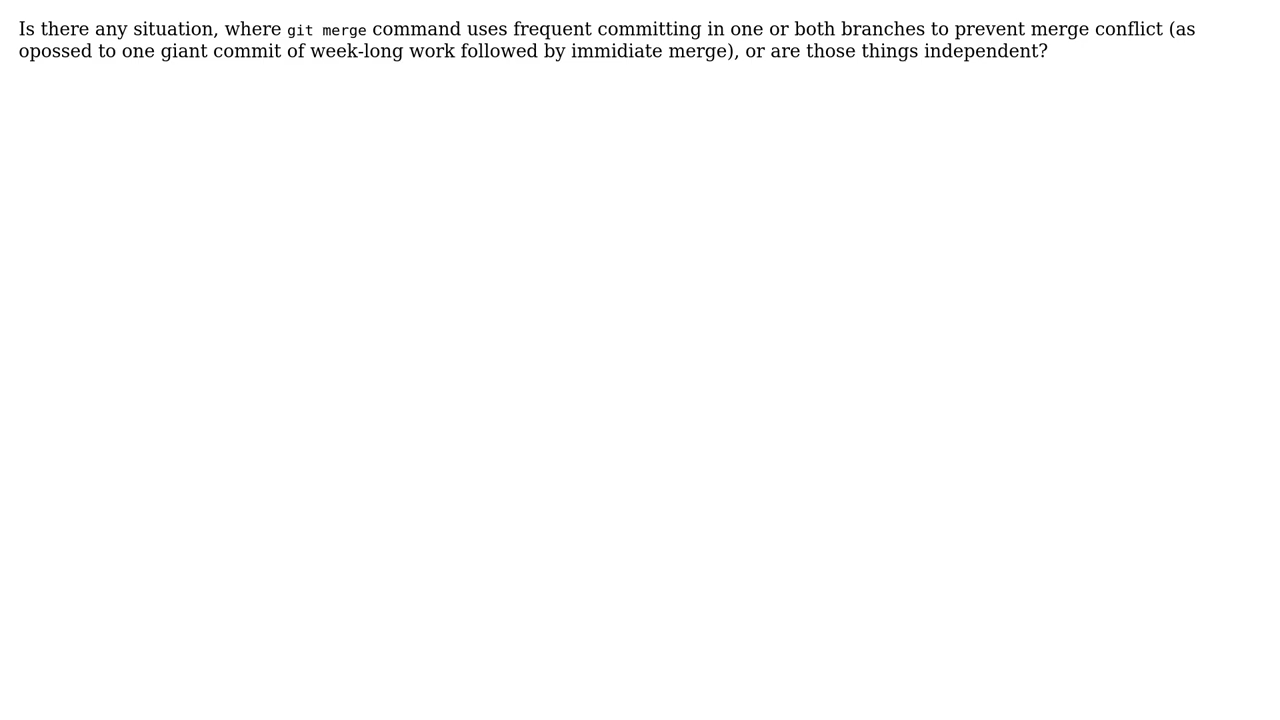 Is there any situation, where git merge command uses frequent committing in one or both branches to prevent merge conflict (as
opossed to one giant commit of week-long work followed by immidiate merge), or are those things independent?